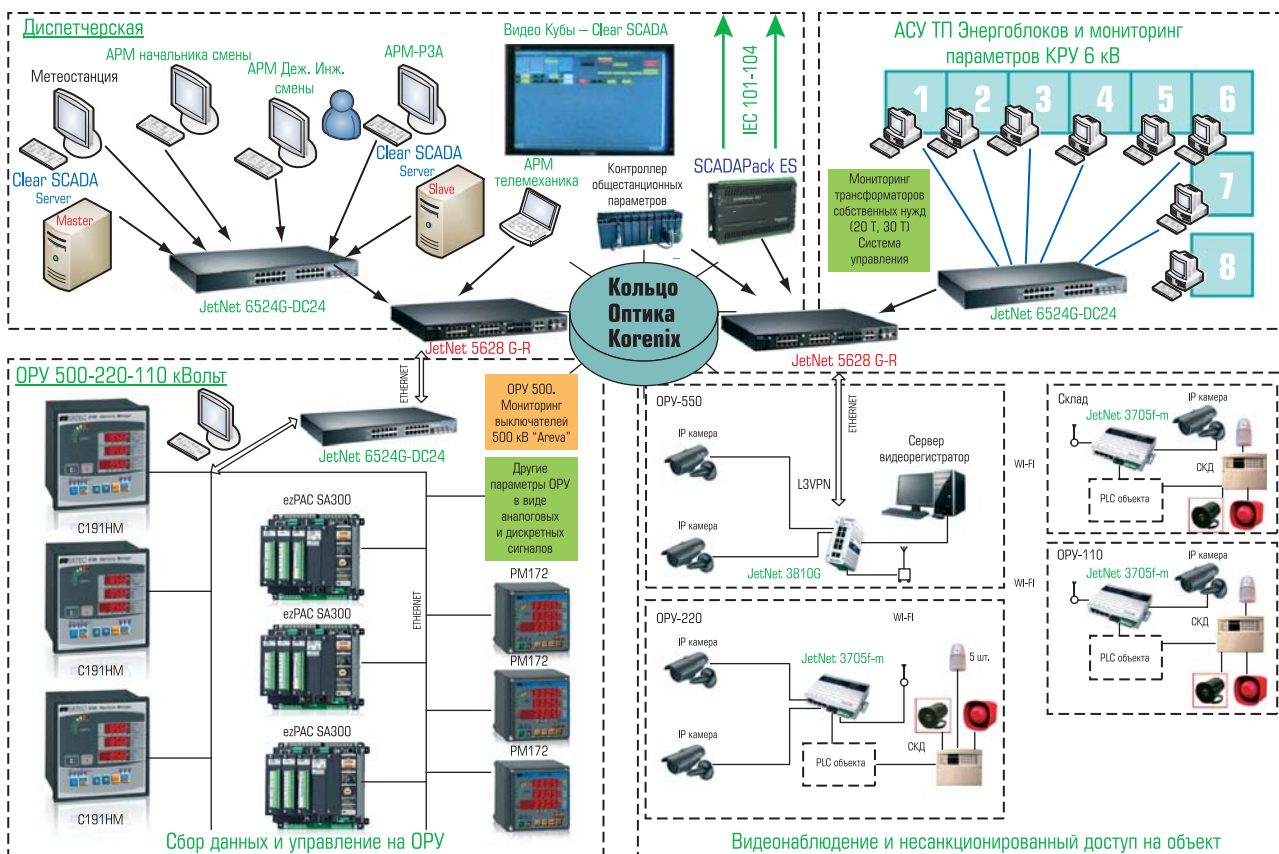 Диспетчерская
АРМ начальника смены
АРМ-РЗА
Видео Кубы – Clear SCADA
Метеостанция
АРМ Деж. Инж.
смены
IEC 101-104
Clear SCADA
Server
Master
Clear SCADA
Server
Slave
АРМ
телемеханика
Контроллер
общестанционных
параметров
SCADAPack ES
JetNet 6524G-DC24
JetNet 5628 G-R
Кольцо
Оптика
Korenix
JetNet 5628 G-R
АСУ ТП Энергоблоков и мониторинг
параметров КРУ 6 кВ
1
2
3
4
5
6
7
8
Мониторинг
трансформаторов
собственных нужд
(20 Т, 30 Т)
Система
управления
JetNet 6524G-DC24
ОРУ 500-220-110 кВольт
ETHERNET
JetNet 6524G-DC24
ОРУ 500.
Мониторинг
выключателей
500 кВ "Areva"
Другие
параметры ОРУ
в виде
аналоговых
и дискретных
сигналов
C191HM
C191HM
C191HM
ezPAC SA300
ezPAC SA300
ezPAC SA300
ETHERNET
PM172
PM172
PM172
Сбор данных и управление на ОРУ
ОРУ-550
IP камера
IP камера
ETHERNET
L3VPN
Сервер
видеорегистратор
JetNet 3810G
WI-FI
WI-FI
Склад
JetNet 3705f-m
IP камера
СКД
PLC объекта
ОРУ-110
JetNet 3705f-m
IP камера
СКД
PLC объекта
ОРУ-220
IP камера
IP камера
WI-FI
JetNet 3705f-m
5 шт.
СКД
PLC объекта
Видеонаблюдение и несанкционированный доступ на объект